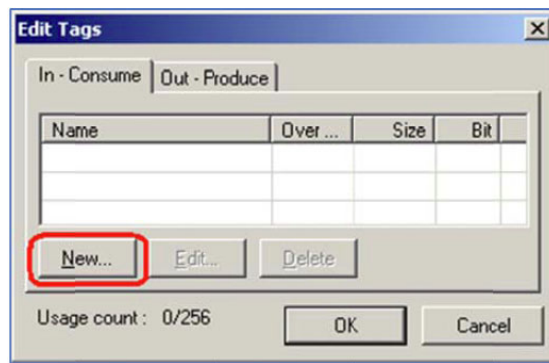 Edit Tags
In - Consume Out - Produce
Name Over ... Size Bit
New... Edit... Delete
Usage count : 0/256 OK Cancel